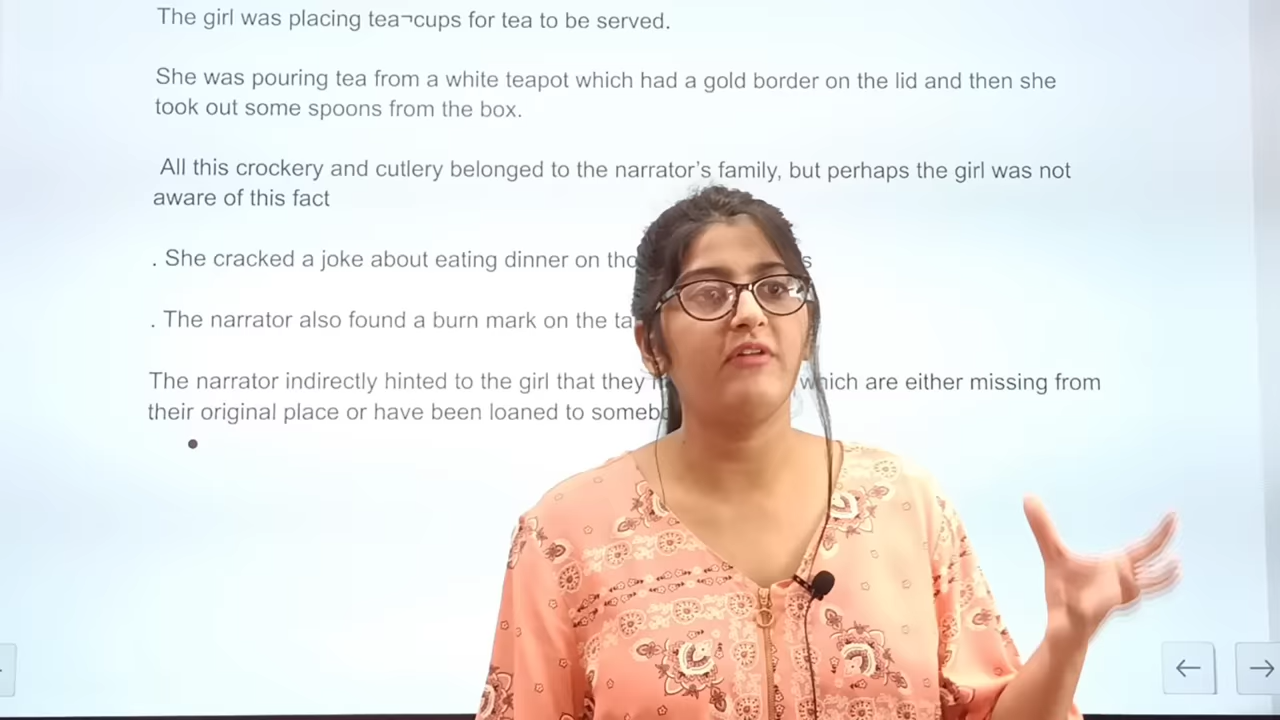 The girl was placing tea¬cups for tea to be served.
She was pouring tea from a white teapot which had a gold border on the lid and then she
took out some spoons from the box.
All this crockery and cutlery belonged to the narrator's family, but perhaps the girl was not
aware of this fact
. She cracked a joke about eating dinner on
. The narrator also found a burn mark on the
The narrator indirectly hinted to the girl that they which are either missing from
their original place or have been loaned to